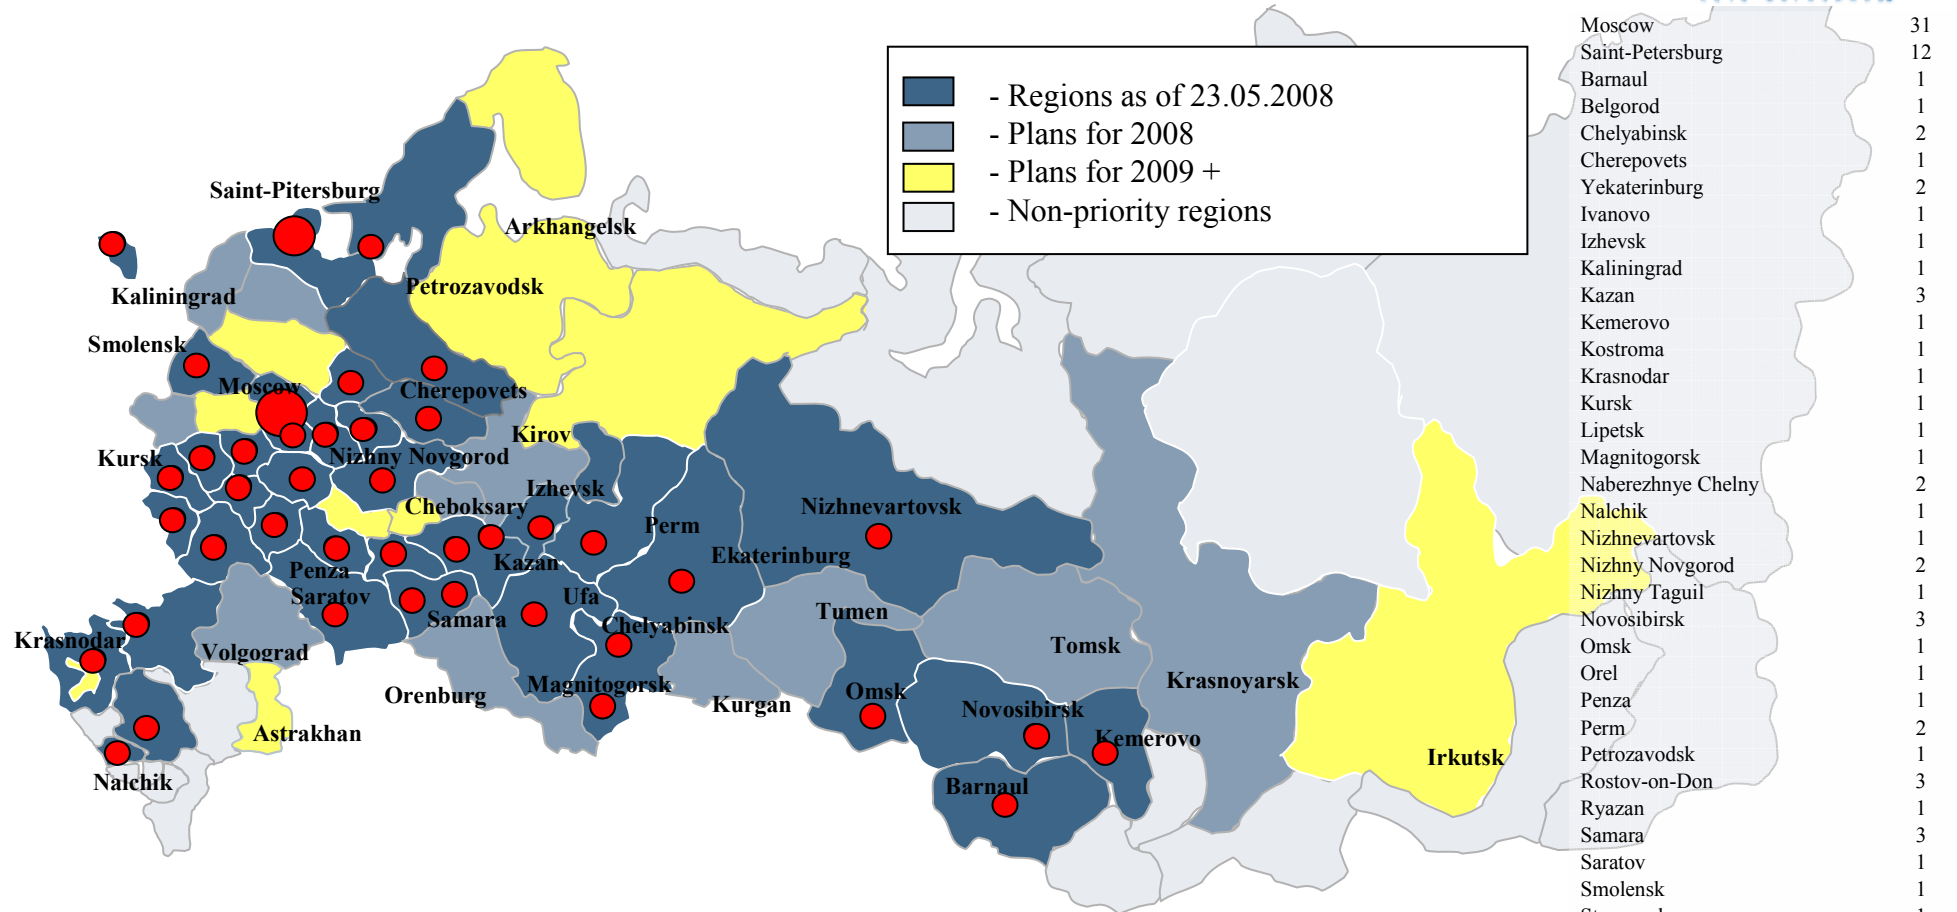 Moscow 31
Saint-Petersburg 12
Barnaul 1
Belgorod 1
Chelyabinsk 2
Cherepovets 1
Yekaterinburg 2
Ivanovo 1
Izhevsk 1
Kaliningrad 1
Kazan 3
Kemerovo 1
Kostroma 1
Krasnodar 1
Kursk 1
Lipetsk 1
Magnitogorsk 1
Naberezhnye Chelny 2
Nalchik 1
Nizhnevartovsk 1
Nizhny Novgorod 2
Nizhny Taguil 1
Novosibirsk 3
Omsk 1
Orel 1
Penza 1
Perm 2
Petrozavodsk 1
Rostov-on-Don 3
Ryazan 1
Samara 3
Saratov 1
Smolensk 1
- Regions as of 23.05.2008
- Plans for 2008
- Plans for 2009 +
- Non-priority regions
Saint-Pitersburg
Arkhangelsk
Kaliningrad
Petrozavodsk
Smolensk
Moscow
Cherepovets
Kirov
Kursk
Nizhny Novgorod
Izhevsk
Cheboksary
Perm
Nizhnevartovsk
Ekaterinburg
Kazan
Penza
Saratov
Ufa
Samara
Chelyabinsk
Tumen
Tomsk
Krasnodar
Volgograd
Orenburg
Magnitogorsk
Kurgan
Omsk
Krasnoyarsk
Novosibirsk
Kemerovo
Astrakhan
Irkutsk
Nalchik
Barnaul